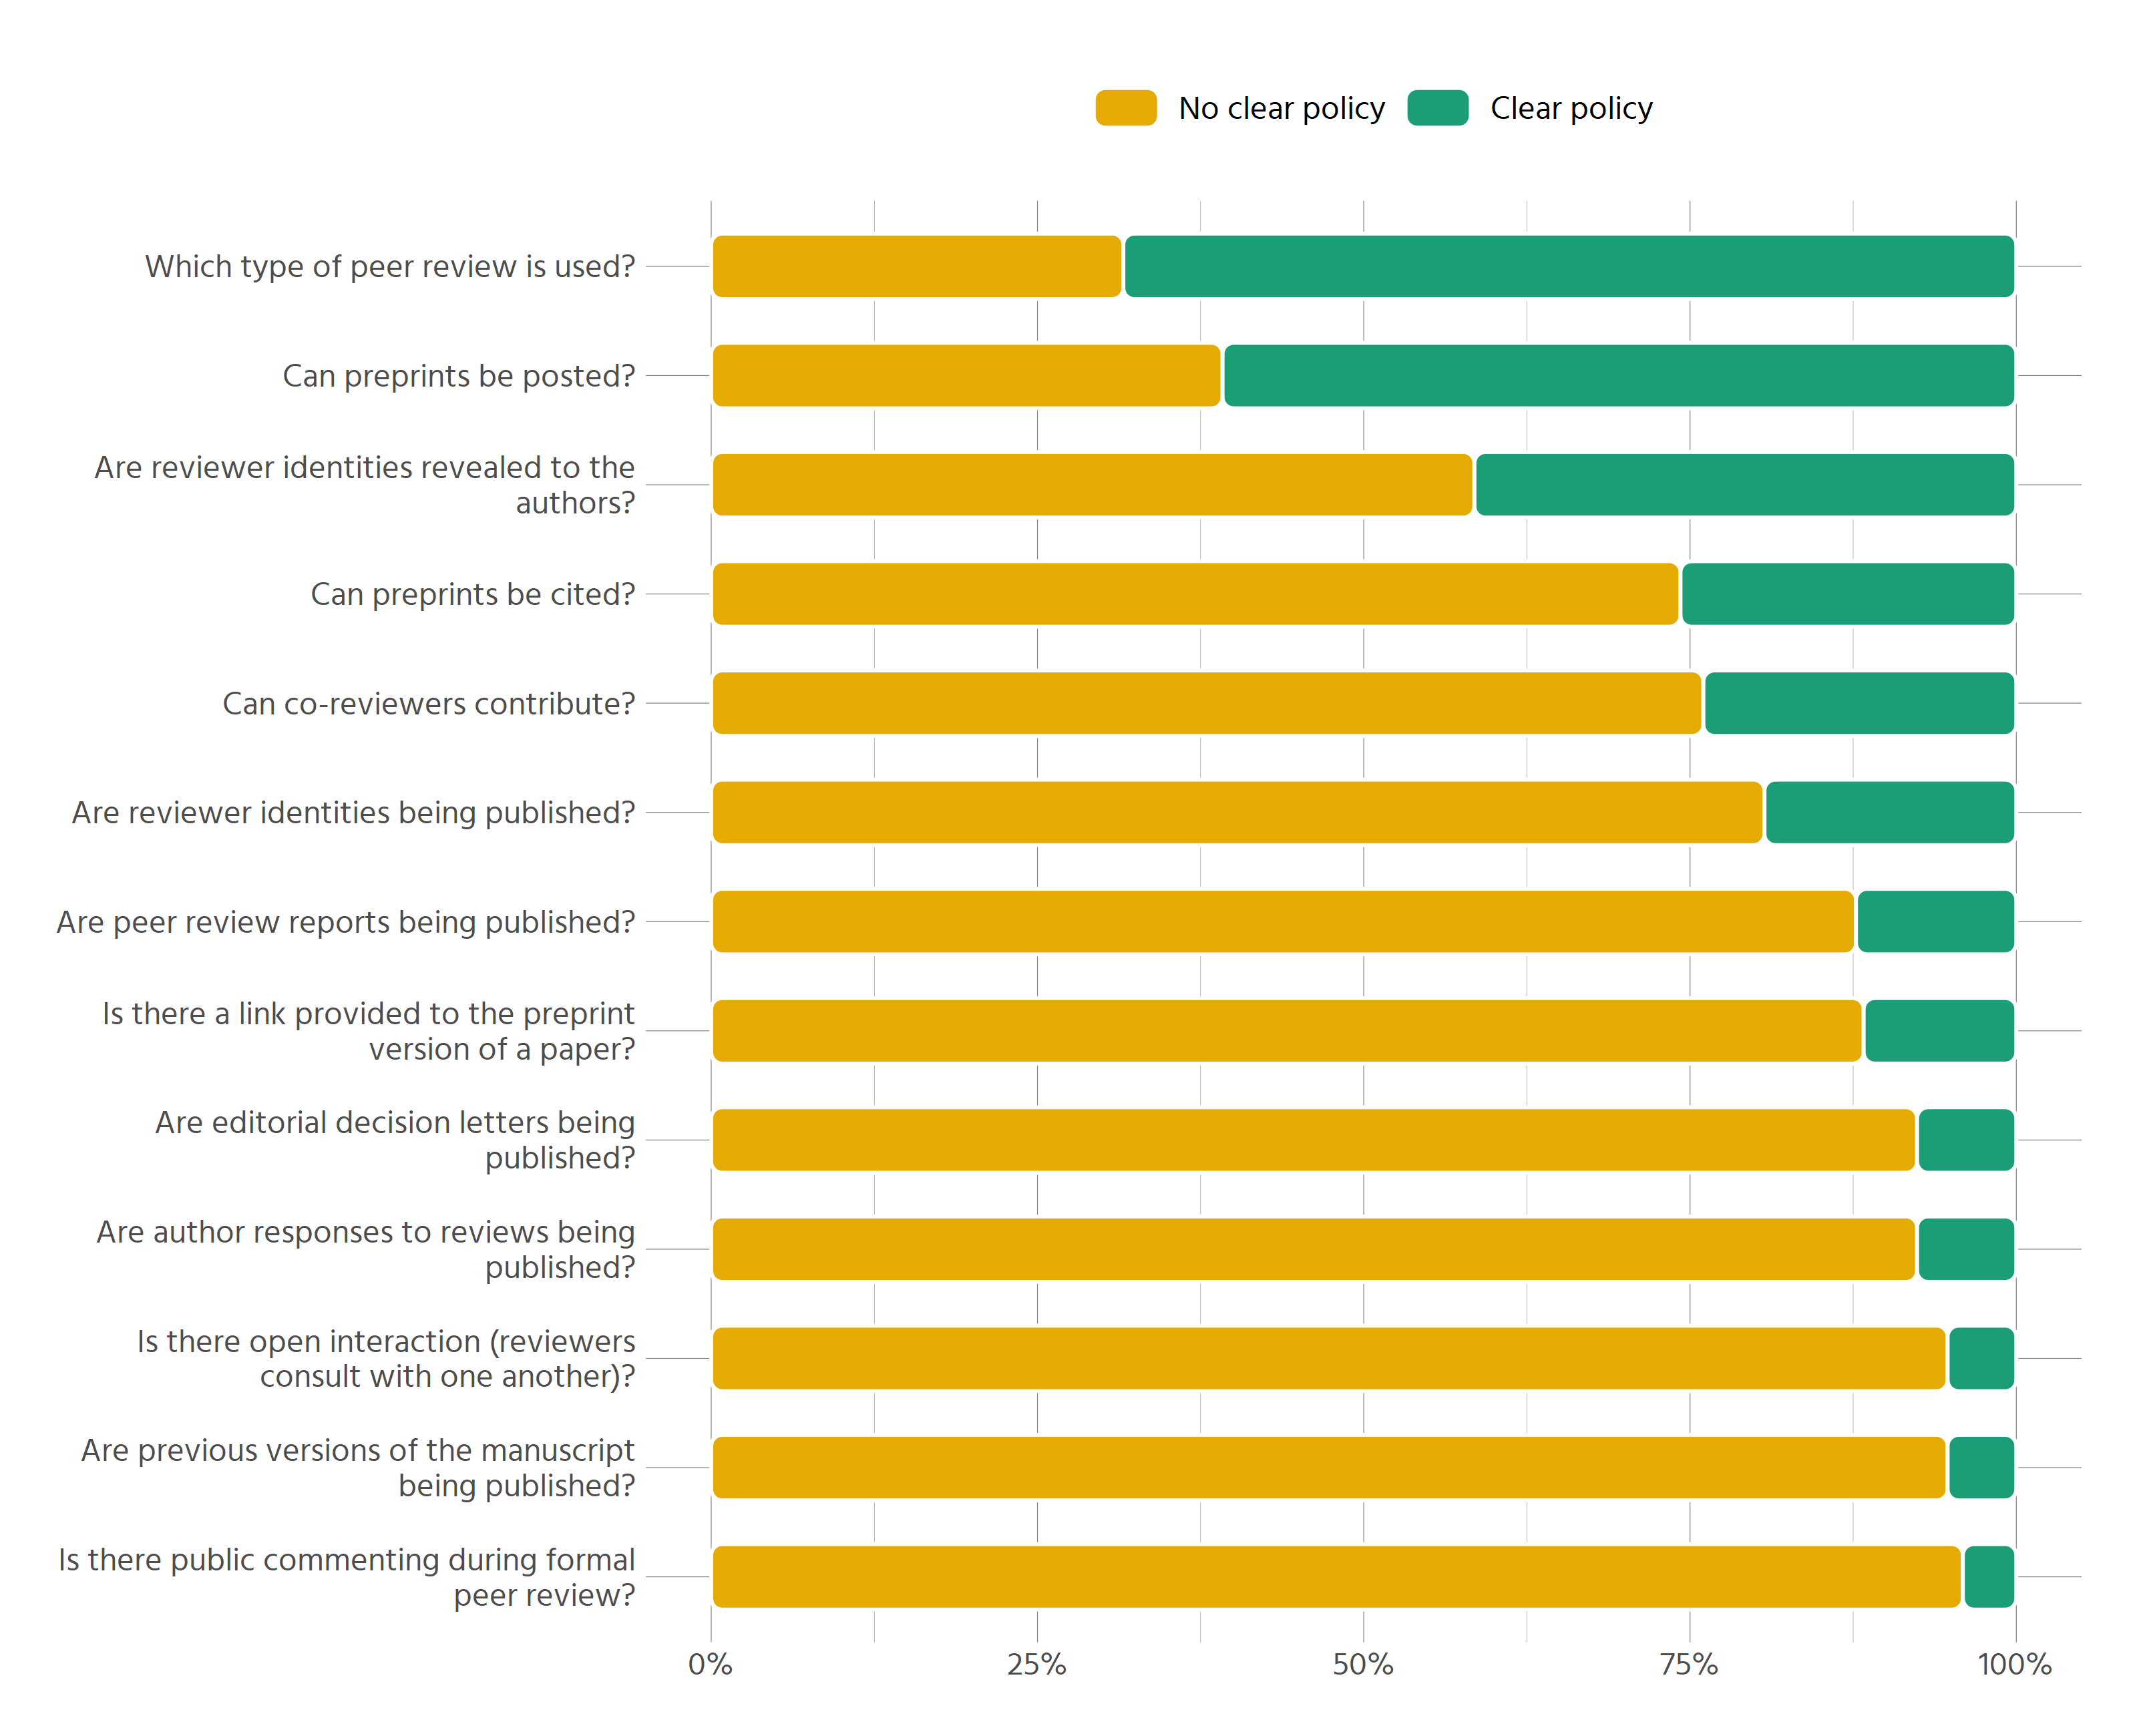 No clear policy
Clear policy
Which type of peer review is used?
Can preprints be posted?
Are reviewer identities revealed to the
authors?
Can preprints be cited?
Can co-reviewers contribute?
Are reviewer identities being published?
Are peer review reports being published?
Is there a link provided to the preprint
version of a paper?
Are editorial decision letters being
published?
Are author responses to reviews being
published?
Is there open interaction (reviewers
consult with one another)?
Are previous versions of the manuscript
being published?
Is there public commenting during formal
peer review?
0%
25%
50%
75%
100%